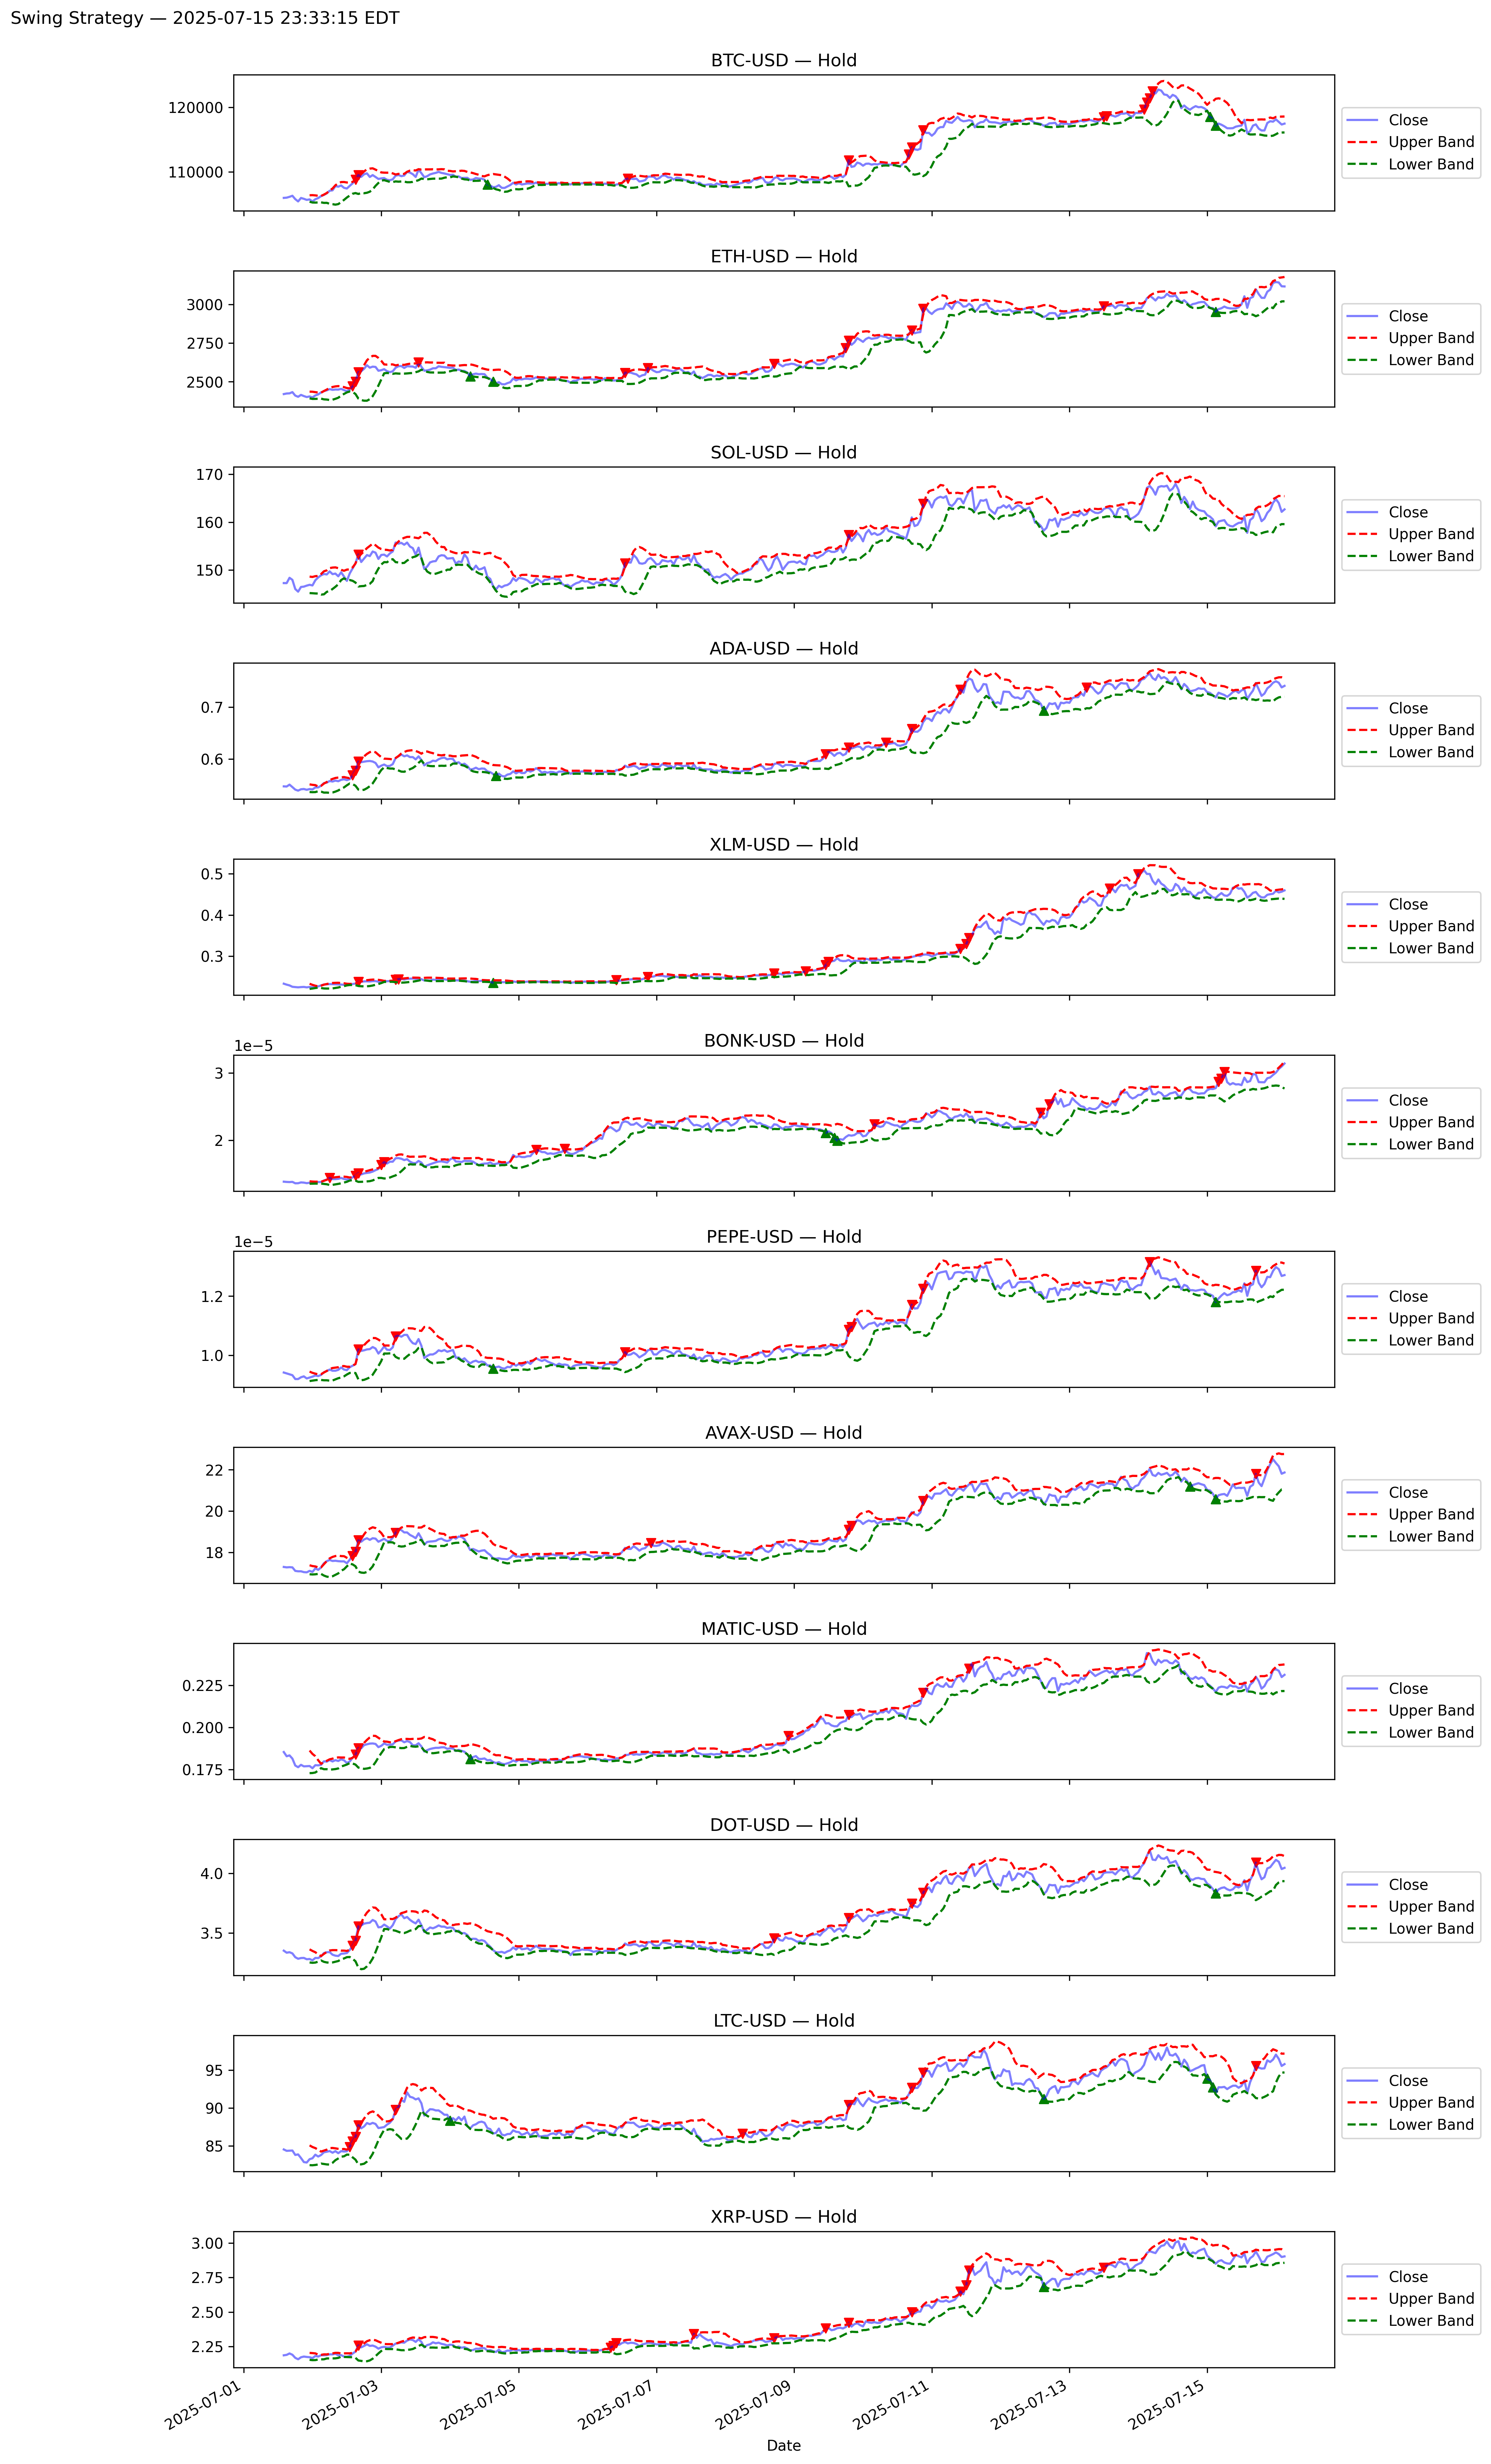 Swing Strategy — 2025-07-15 23:33:15 EDT
BTC-USD — Hold
120000
110000
Close
Upper Band
Lower Band
ETH-USD — Hold
3000
2750
2500
Close
Upper Band
Lower Band
SOL-USD — Hold
170
160
150
Close
Upper Band
Lower Band
ADA-USD — Hold
0.7
0.6
Close
Upper Band
Lower Band
XLM-USD — Hold
0.5
0.4
0.3
Close
Upper Band
Lower Band
BONK-USD — Hold
1e−5
3
2
Close
Upper Band
Lower Band
PEPE-USD — Hold
1e−5
1.2
1.0
Close
Upper Band
Lower Band
AVAX-USD — Hold
22
20
18
Close
Upper Band
Lower Band
MATIC-USD — Hold
0.225
0.200
0.175
Close
Upper Band
Lower Band
DOT-USD — Hold
4.0
3.5
Close
Upper Band
Lower Band
LTC-USD — Hold
95
90
85
Close
Upper Band
Lower Band
XRP-USD — Hold
3.00
2.75
2.50
2.25
Close
Upper Band
Lower Band
2025-07-01
2025-07-03
2025-07-05
2025-07-07
2025-07-09
2025-07-11
2025-07-13
2025-07-15
Date